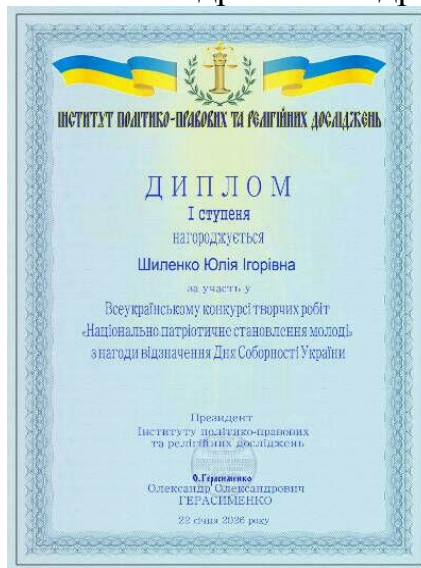 ІНСТИТУТ ПОЛІТИКО-ПРАВОВИХ ТА РЕЛІГІЙНИХ ДОСЛІДЖЕНЬ
ДИПЛОМ
І ступеня
нагороджується
Шиленко Юлія Ігорівна
за участь у
Всеукраїнському конкурсі творчих робіт
«Національно патріотичне становлення молоді»
з нагоди відзначення Дня Соборності України
Президент
Інституту політико-правових
та релігійних досліджень
О.Герасименко
Олександр Олександрович
ГЕРАСИМЕНКО
22 січня 2026 року